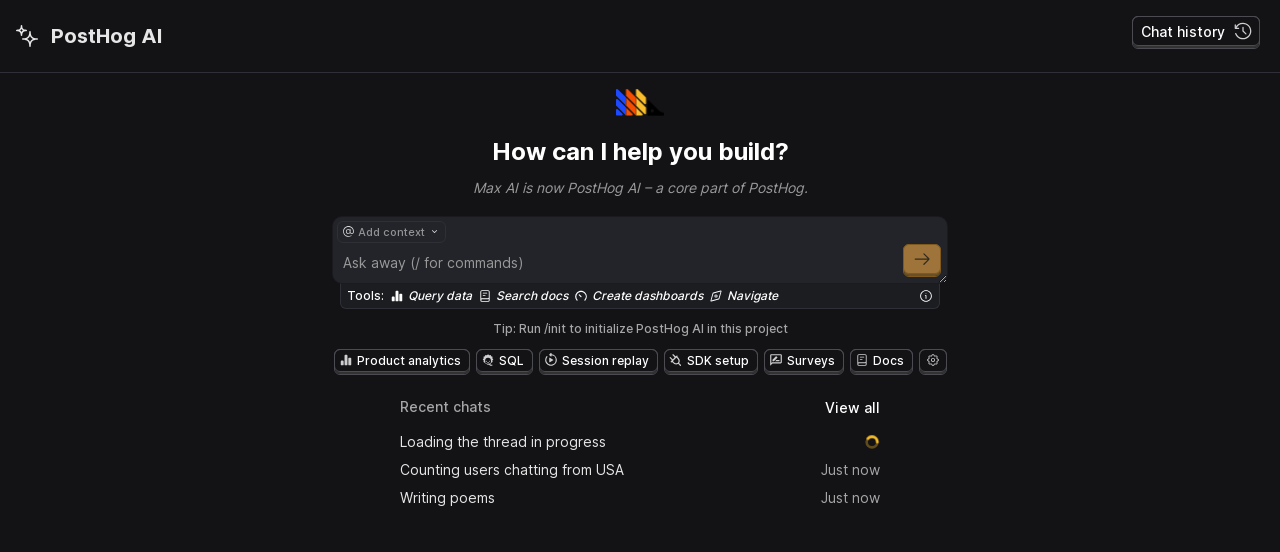 PostHog AI
Chat history
How can I help you build?
Max AI is now PostHog AI – a core part of PostHog.
@ Add context
Ask away (/ for commands)
Tools: Query data Search docs Create dashboards Navigate
Tip: Run /init to initialize PostHog AI in this project
Product analytics SQL Session replay SDK setup Surveys Docs
Recent chats View all
Loading the thread in progress
Counting users chatting from USA Just now
Writing poems Just now